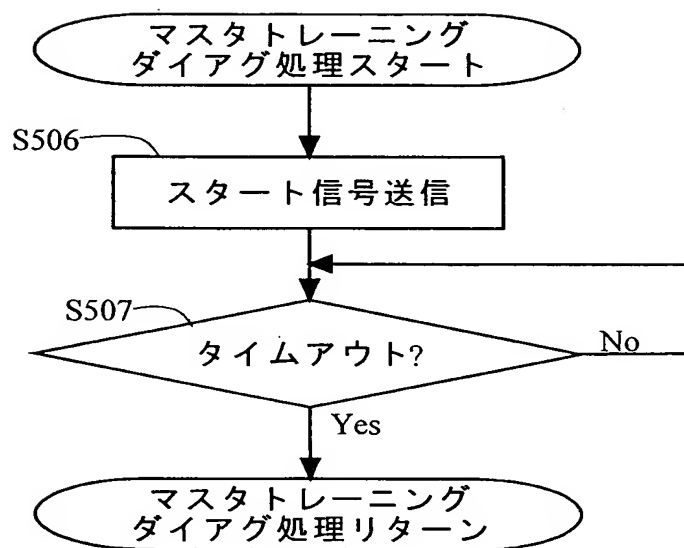 マスタトレーニング
ダイアグ処理スタート
S506
スタート信号送信
S507
タイムアウト?
No
Yes
マスタトレーニング
ダイアグ処理リターン